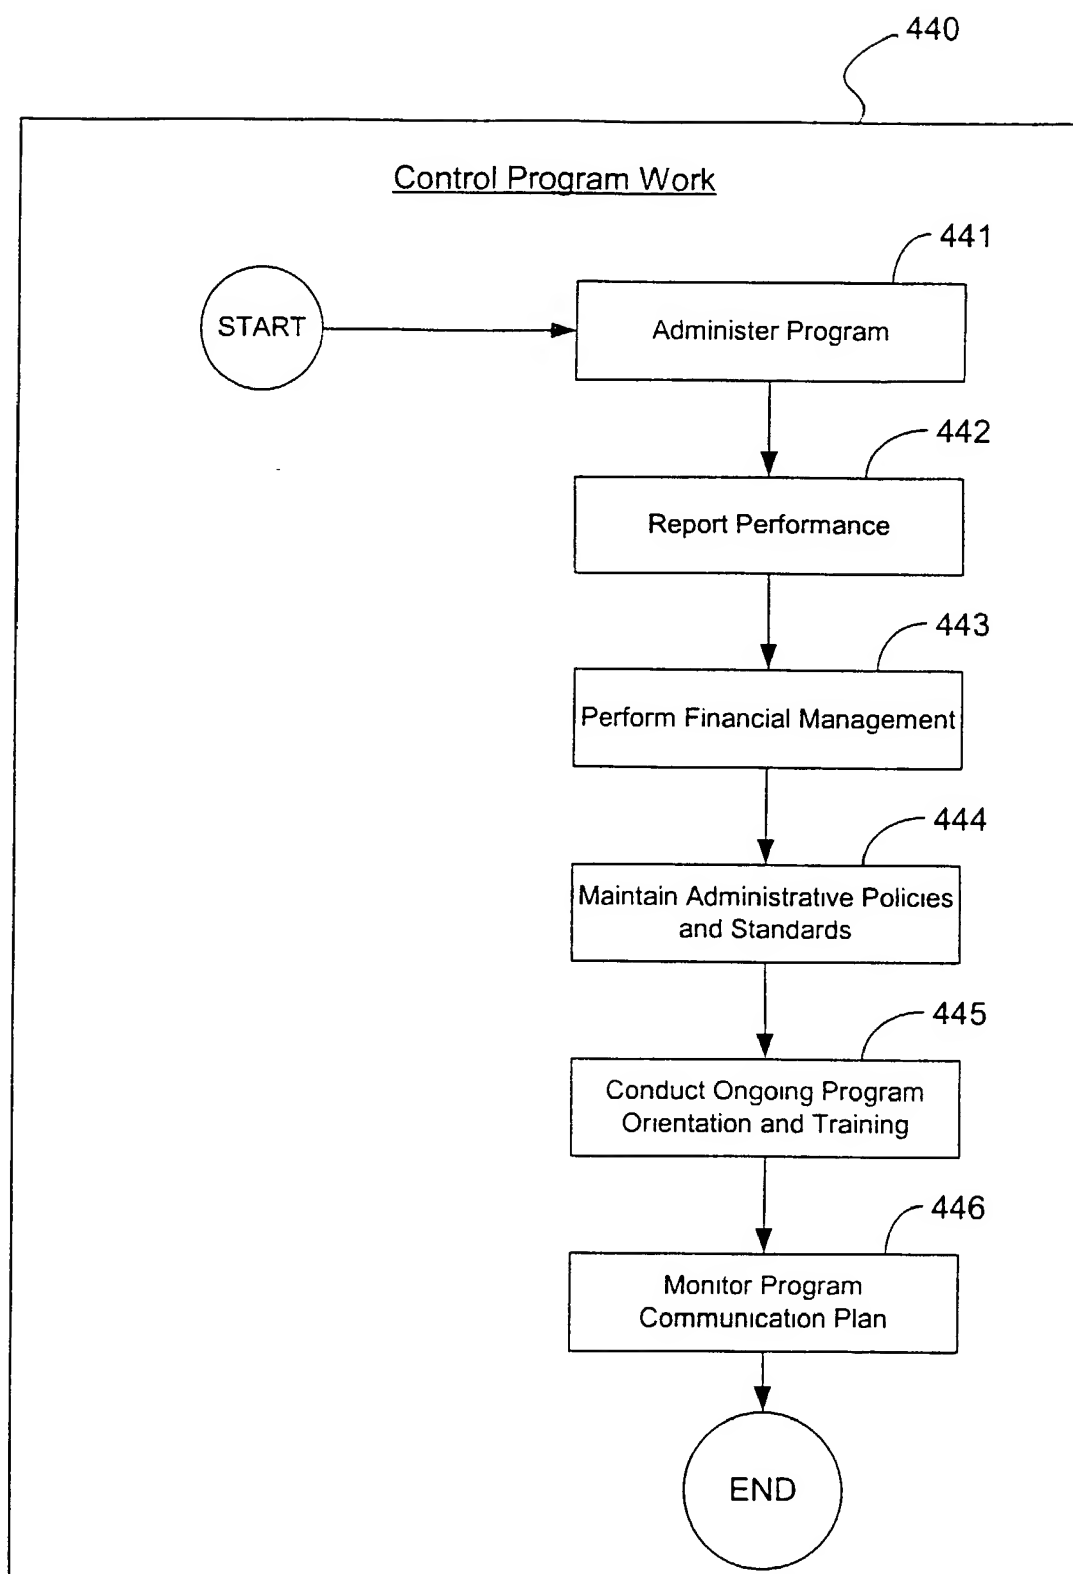 440
Control Program Work
441
START
Administer Program
442
Report Performance
443
Perform Financial Management
444
Maintain Administrative Policies
and Standards
445
Conduct Ongoing Program
Orientation and Training
446
Monitor Program
Communication Plan
END